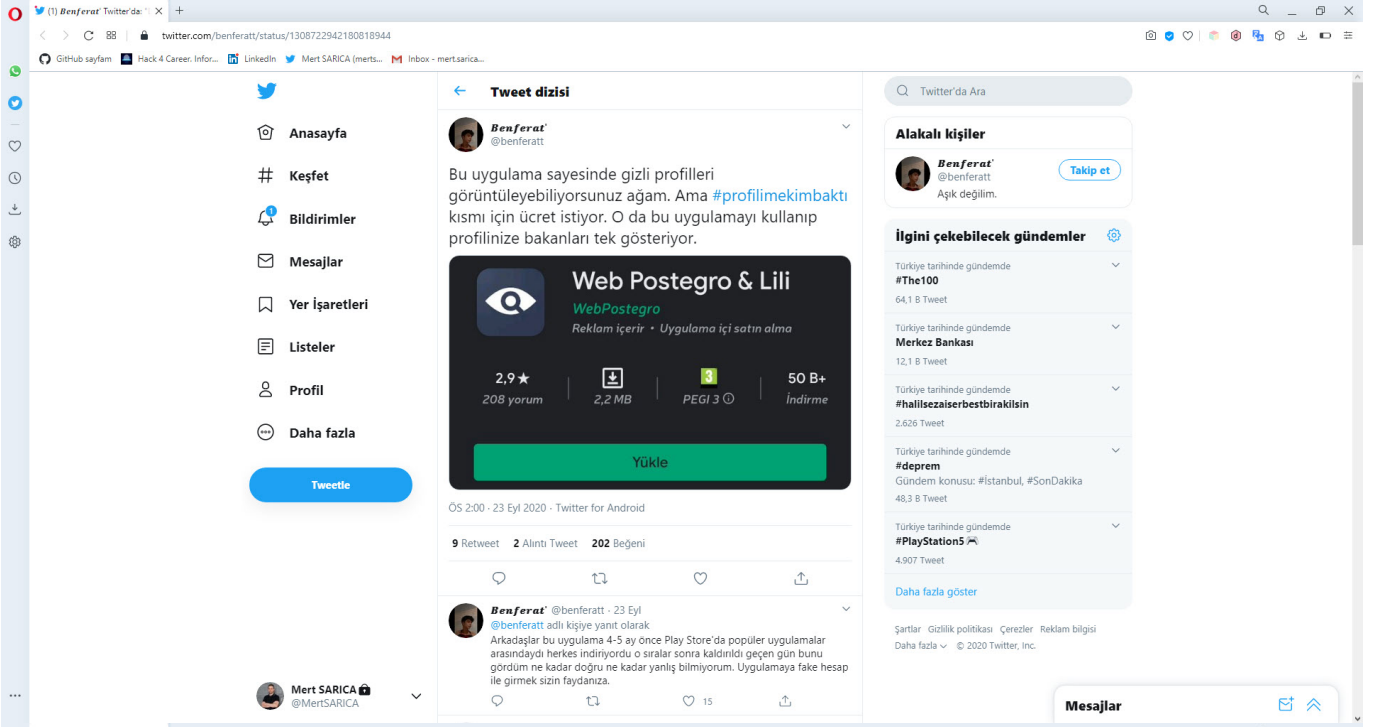 (1) Benferat' Twitter'da: "
twitter.com/benferatt/status/1308722942180818944
GitHub sayfam
Hack 4 Career. Infor...
LinkedIn
Mert SARICA (merts...
Inbox - mert.sarica...
Anasayfa
Keşfet
1
Bildirimler
Mesajlar
Yer İşaretleri
Listeler
Profil
Daha fazla
Tweetle
Mert SARICA
@MertSARICA
Tweet dizisi
Benferat'
@benferatt
Bu uygulama sayesinde gizli profilleri
görüntüleyebiliyorsunuz ağam. Ama #profilimekimbaktı
kısmı için ücret istiyor. O da bu uygulamayı kullanıp
profilinize bakanları tek gösteriyor.
Web Postegro & Lili
WebPostegro
Reklam içerir • Uygulama içi satın alma
2,9★
208 yorum
2,2 MB
3
PEGI 3
50 B+
İndirme
Yükle
ÖS 2:00 · 23 Eyl 2020 · Twitter for Android
9 Retweet 2 Alıntı Tweet 202 Beğeni
Benferat' @benferatt · 23 Eyl
@benferatt adlı kişiye yanıt olarak
Arkadaşlar bu uygulama 4-5 ay önce Play Store'da popüler uygulamalar
arasındaydı herkes indiriyordu o sıralar sonra kaldırıldı geçen gün bunu
gördüm ne kadar doğru ne kadar yanlış bilmiyorum. Uygulamaya fake hesap
ile girmek sizin faydanıza.
15
Twitter'da Ara
Alakalı kişiler
Benferat'
@benferatt
Takip et
Aşık değilim.
İlgini çekebilecek gündemler
Türkiye tarihinde gündemde
#The100
64,1 B Tweet
Türkiye tarihinde gündemde
Merkez Bankası
12,1 B Tweet
Türkiye tarihinde gündemde
#halilsezaiserbestbirakilsin
2.626 Tweet
Türkiye tarihinde gündemde
#deprem
Gündem konusu: #İstanbul, #SonDakika
48,3 B Tweet
Türkiye tarihinde gündemde
#PlayStation5
4.907 Tweet
Daha fazla göster
Şartlar Gizlilik politikası Çerezler Reklam bilgisi
Daha fazla © 2020 Twitter, Inc.
Mesajlar